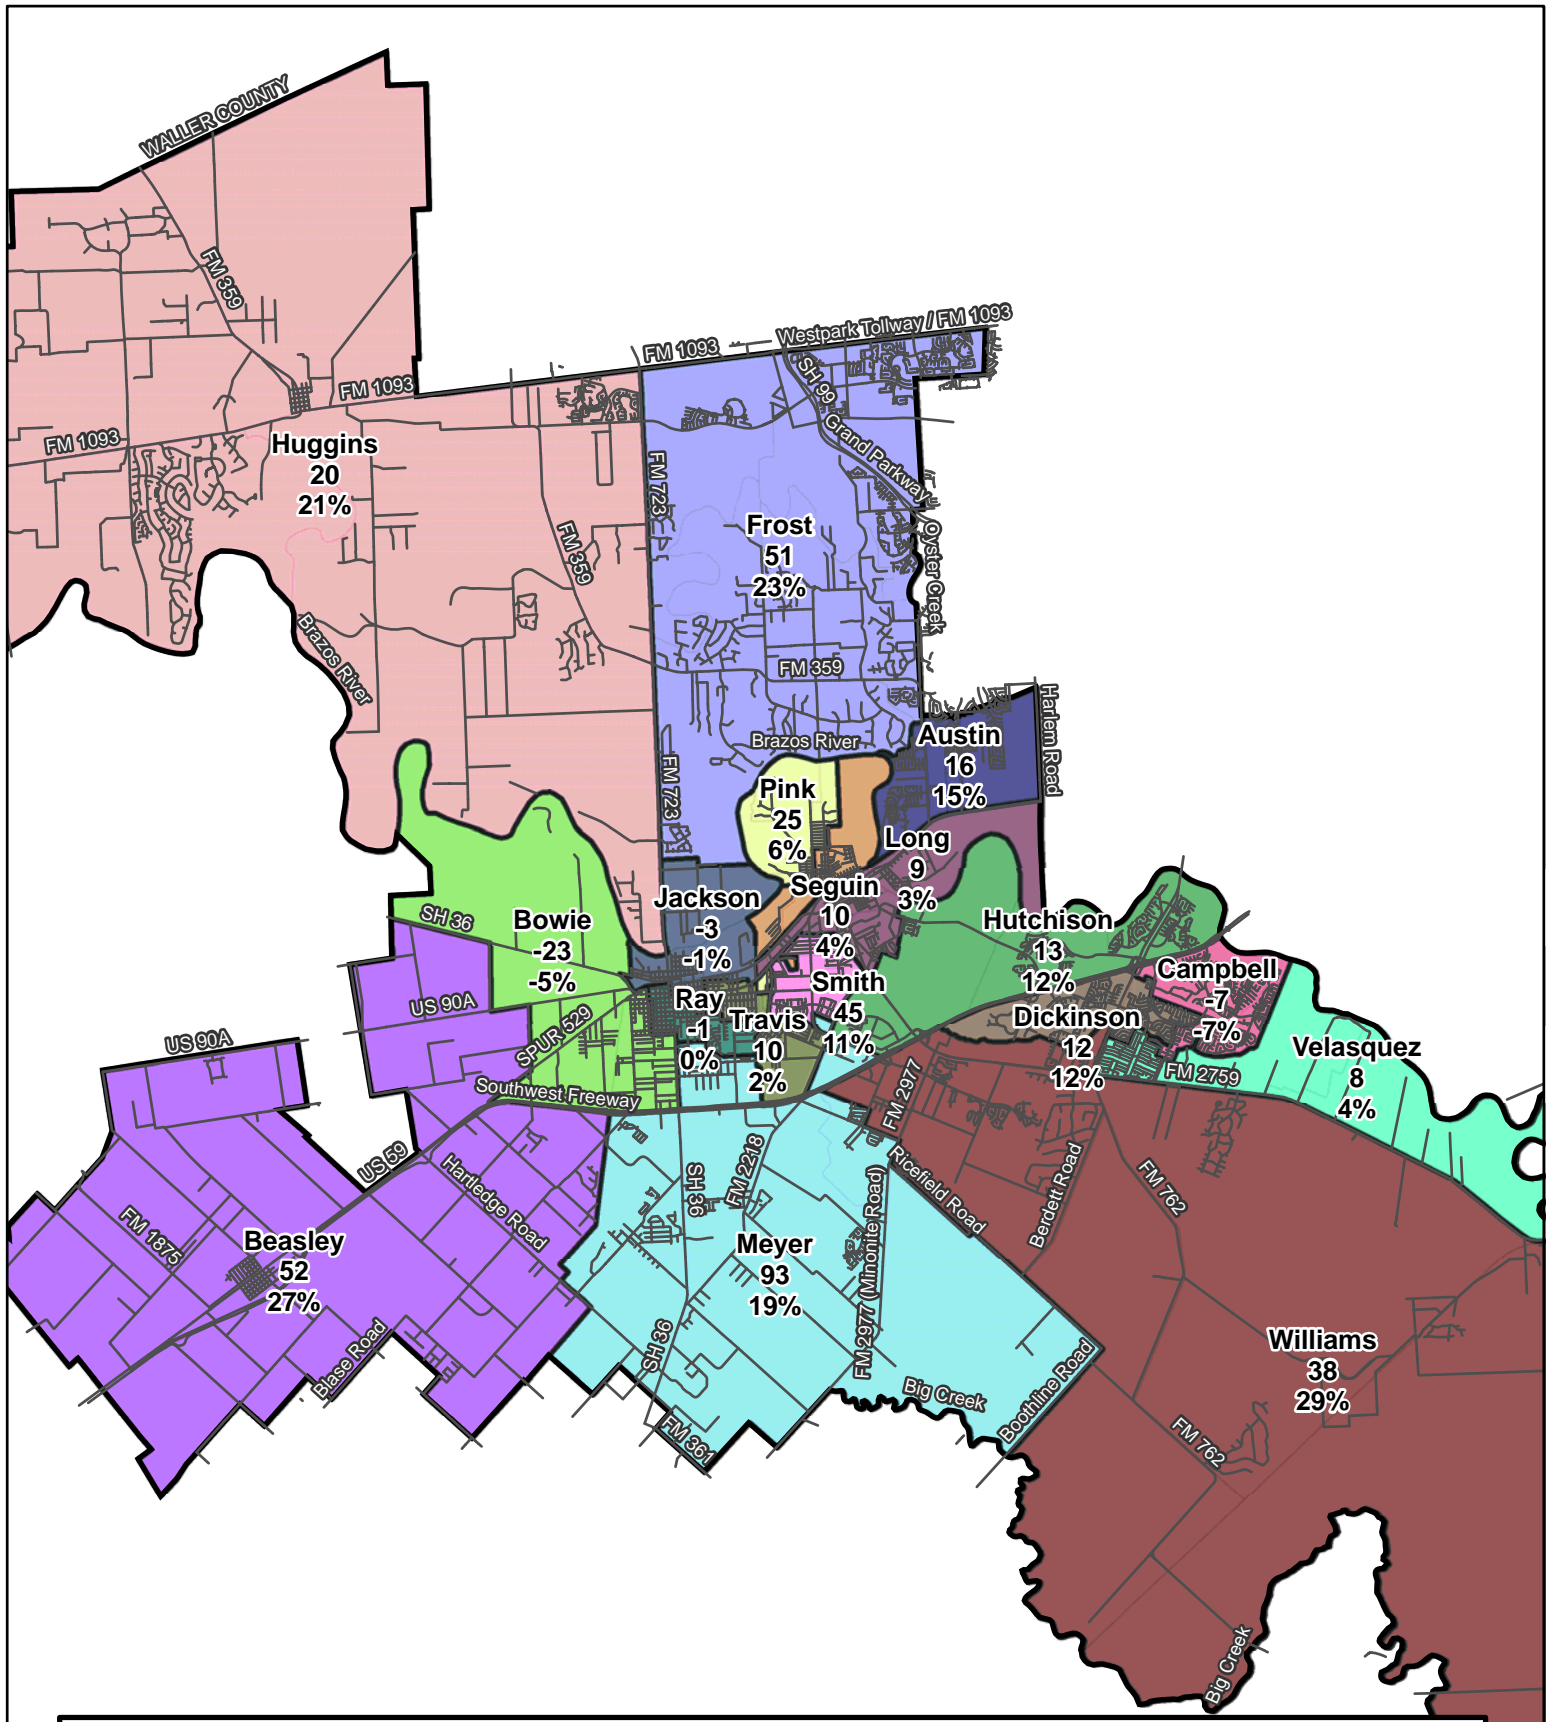 WALLER COUNTY
FM 359
FM 1093
Westpark Tollway / FM 1093
FM 1093
SH 99
FM 1093
Grand Parkway
Huggins
20
21%
FM 723
Frost
51
23%
FM 359
Oyster Creek
Brazos River
FM 359
Harlem Road
Austin
16
15%
Brazos River
FM 723
Pink
25
6%
Long
9
3%
Seguin
10
4%
Jackson
-3
-1%
SH 36
Bowie
-23
-5%
Hutchison
13
12%
Campbell
-7
-7%
Smith
45
11%
US 90A
Ray
-1
0%
Travis
10
2%
Dickinson
12
12%
SPUR 529
US 90A
Velasquez
8
4%
FM 2759
FM 2977
Southwest Freeway
US 59
Hartledge Road
SH 36
FM 2218
Ricefield Road
Berdett Road
FM 762
FM 1875
Beasley
52
27%
Meyer
93
19%
FM 2977 (Minonite Road)
Blase Road
SH 36
Big Creek
Boothline Road
Williams
38
29%
FM 361
FM 762
Big Creek